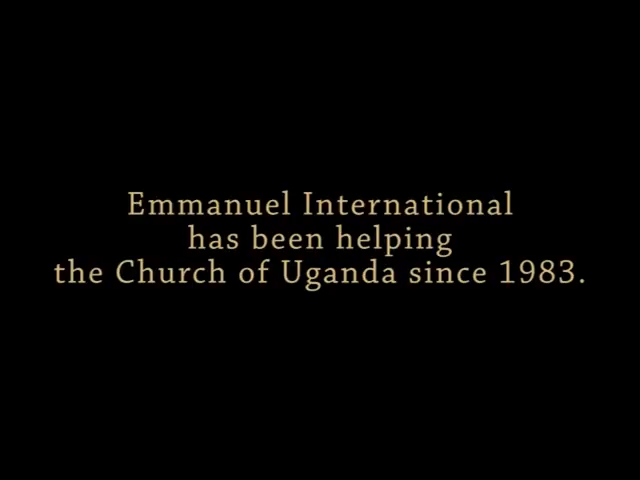 Emmanuel International
has been helping
the Church of Uganda since 1983.